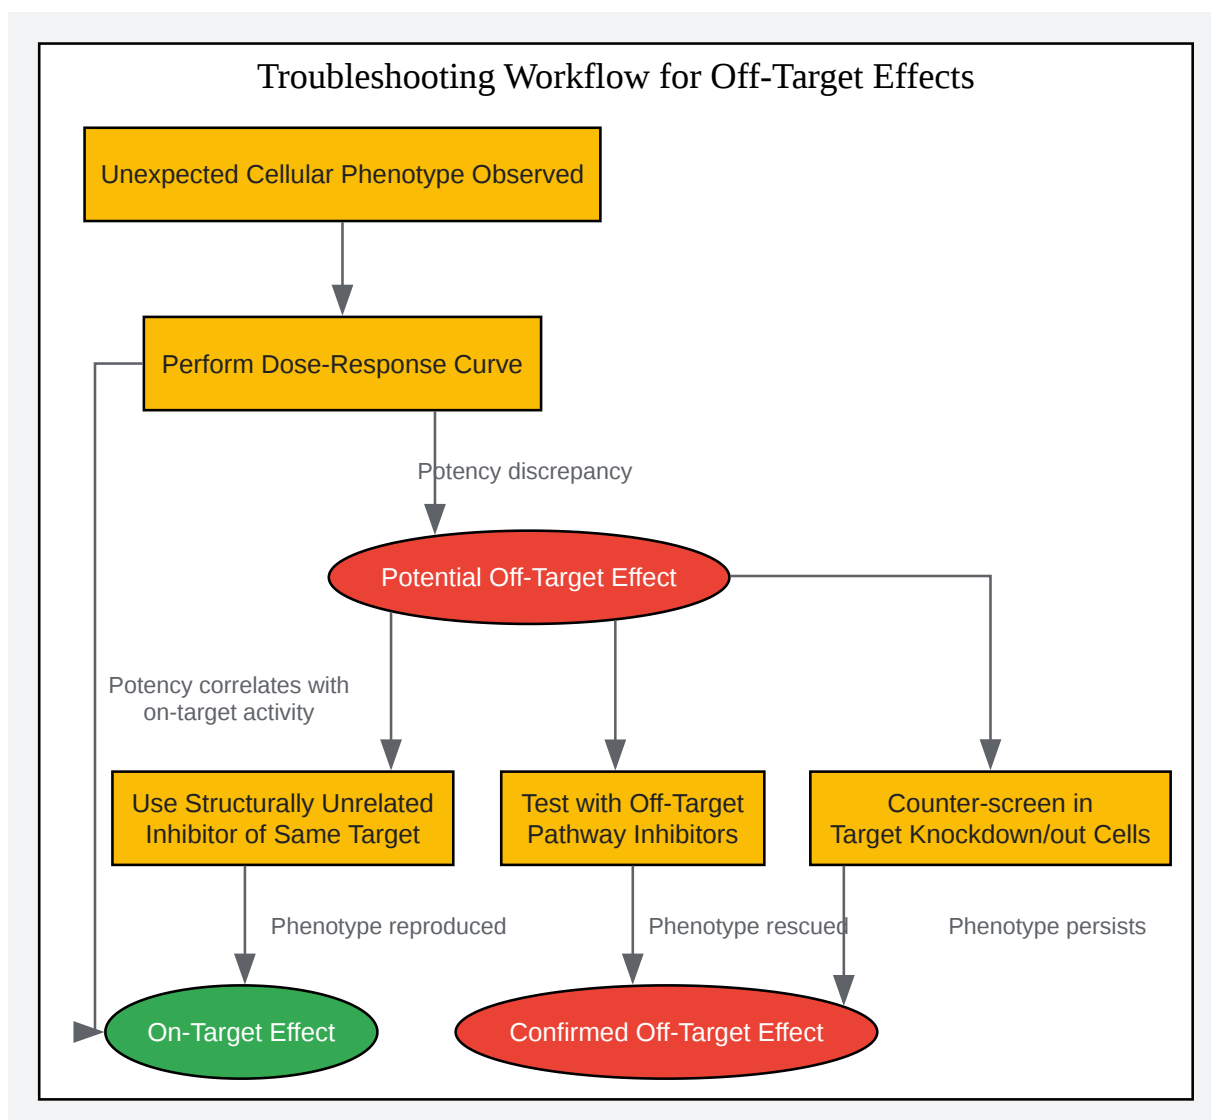 Troubleshooting Workflow for Off-Target Effects
Unexpected Cellular Phenotype Observed
Perform Dose-Response Curve
Potency discrepancy
Potential Off-Target Effect
Potency correlates with
on-target activity
Use Structurally Unrelated
Inhibitor of Same Target
Test with Off-Target
Pathway Inhibitors
Counter-screen in
Target Knockdown/out Cells
Phenotype reproduced
Phenotype rescued
Phenotype persists
On-Target Effect
Confirmed Off-Target Effect